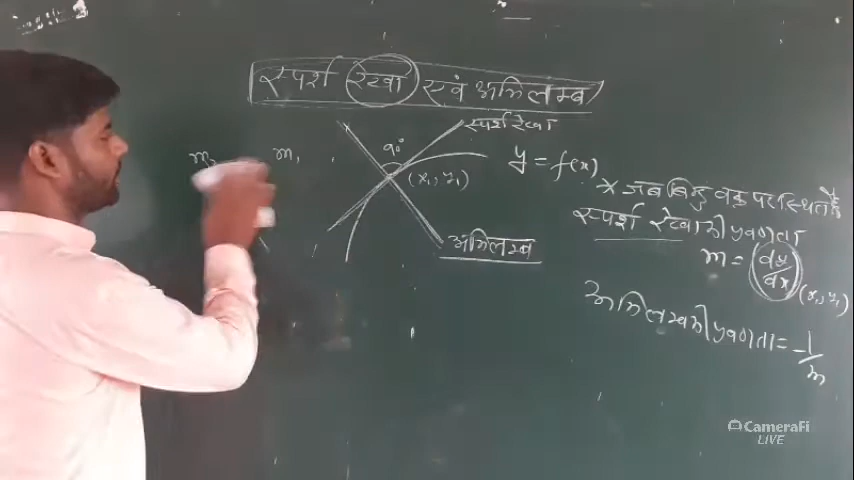 स्पर्श रेखा एवं अभिलम्ब
स्पर्श रेखा
m₂ m₁
90°
(x₁, y₁)
y = f(x)
अभिलम्ब
* जब बिन्दु वक्र पर स्थित है
स्पर्श रेखा की प्रवणता
m = (dy/dx)(x₁, y₁)
अभिलम्ब की प्रवणता = -1/m
CameraFi
LIVE